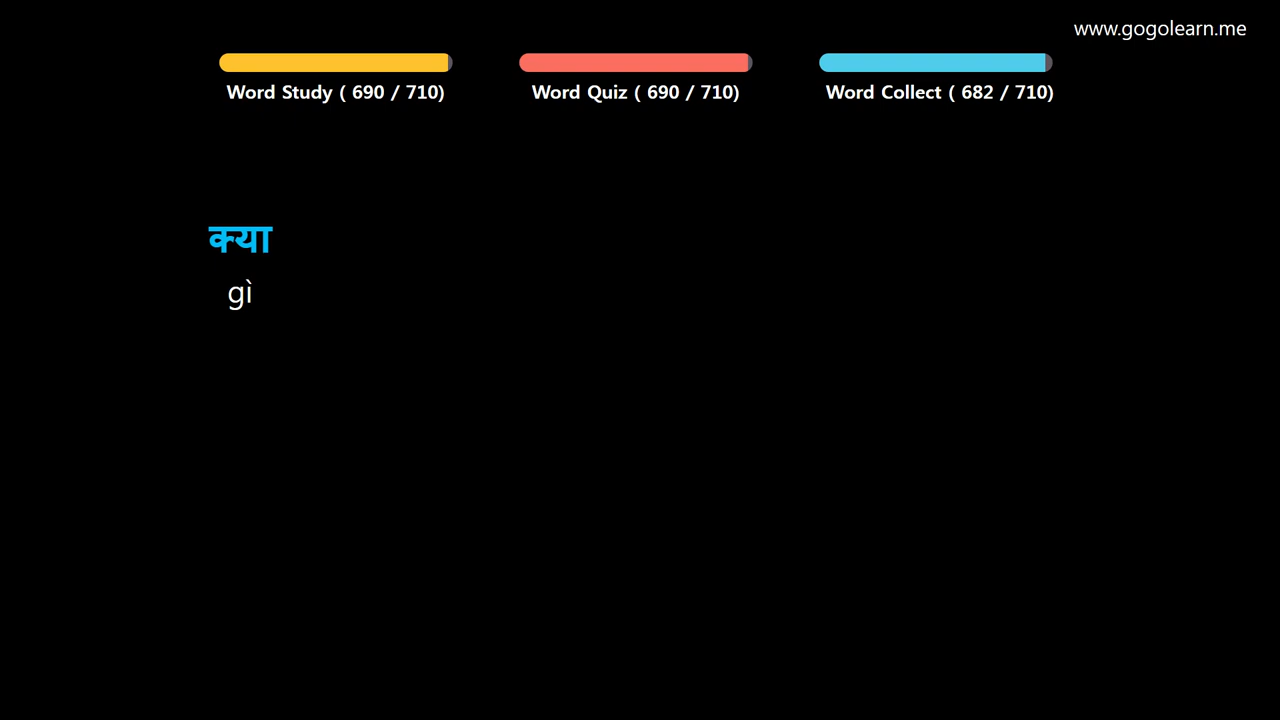 www.gogolearn.me
Word Study ( 690 / 710)
Word Quiz ( 690 / 710)
Word Collect ( 682 / 710)
क्या
gì